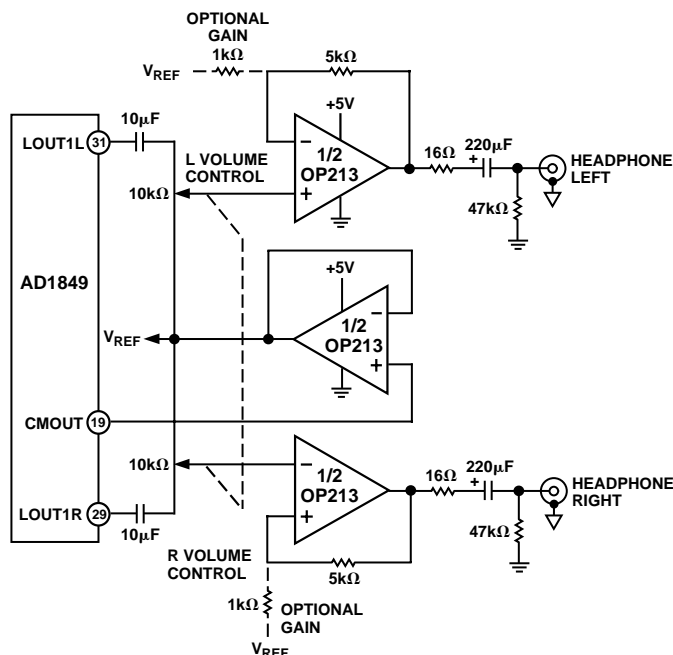 OPTIONAL
GAIN
1kΩ
5kΩ
VREF
+5V
10µF
LOUT1L
31
L VOLUME
CONTROL
–
1/2
OP213
+
16Ω
220µF
+
HEADPHONE
LEFT
10kΩ
47kΩ
AD1849
+5V
–
1/2
OP213
+
VREF
CMOUT
19
10kΩ
–
1/2
OP213
+
16Ω
220µF
+
HEADPHONE
RIGHT
LOUT1R
29
10µF
47kΩ
R VOLUME
CONTROL
5kΩ
1kΩ
OPTIONAL
GAIN
VREF